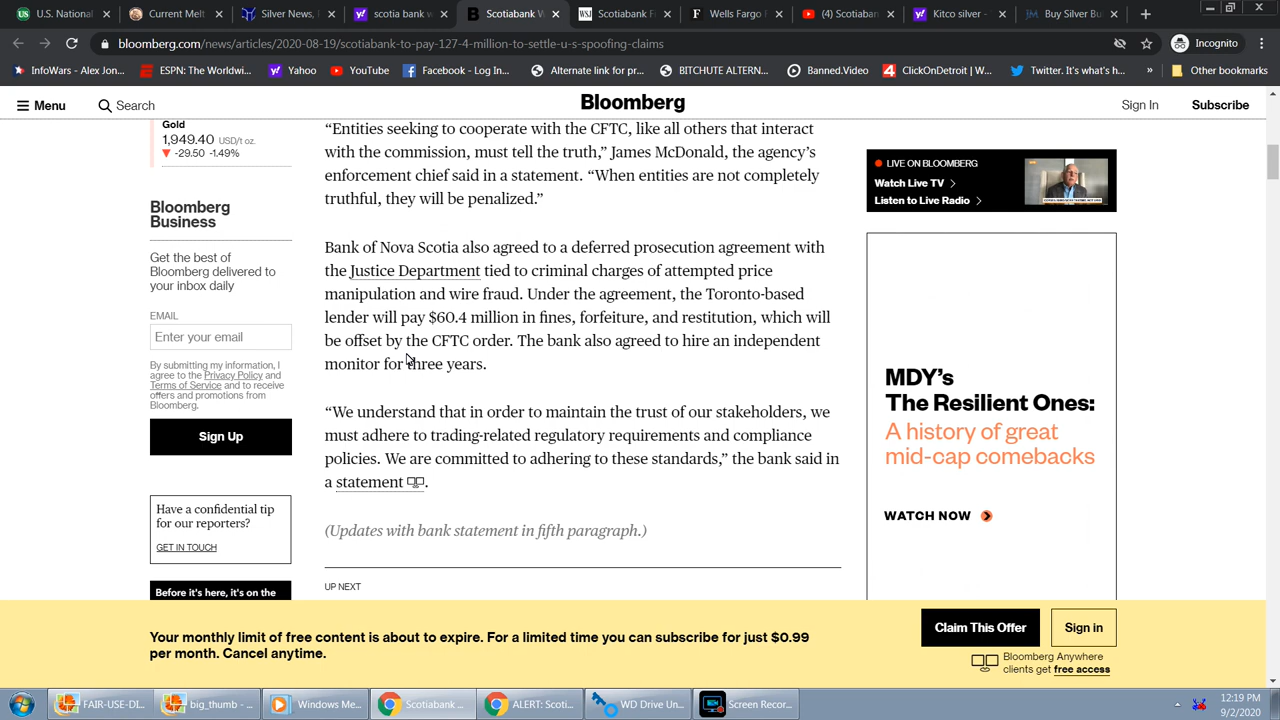 US National
F
bloomb
Scotiabank W
WSJ
Scotiabank F
Wells Fargo
(4) Scotiaba
Kitco silver -
Buy Silver Bu
bloomberg.com/news/articles/2020-08-19/scotiabank-to-pay-127-4-million-to-settle-u-s-spoofing-claims
Incognito
InfoWars - Alex Jon...
ESPN: The Worldwi...
Yahoo
YouTube
Facebook - Log In...
Alternate link for pr...
BITCHUTE ALTERN...
Banned.Video
ClickOnDetroit | W...
Twitter. It's what's h...
Other bookmarks
Menu
Search
Bloomberg
Sign In
Subscribe
Gold
1,949.40 USD/t oz.
-29.50 -1.49%
Bloomberg
Business
Get the best of
Bloomberg delivered to
your inbox daily
EMAIL
Enter your email
By submitting my information, I
agree to the Privacy Policy and
Terms of Service and to receive
offers and promotions from
Bloomberg.
Sign Up
Have a confidential tip
for our reporters?
GET IN TOUCH
Before it's here, it's on the
“Entities seeking to cooperate with the CFTC, like all others that interact
with the commission, must tell the truth,” James McDonald, the agency’s
enforcement chief said in a statement. “When entities are not completely
truthful, they will be penalized.”
Bank of Nova Scotia also agreed to a deferred prosecution agreement with
the Justice Department tied to criminal charges of attempted price
manipulation and wire fraud. Under the agreement, the Toronto-based
lender will pay $60.4 million in fines, forfeiture, and restitution, which will
be offset by the CFTC order. The bank also agreed to hire an independent
monitor for three years.
“We understand that in order to maintain the trust of our stakeholders, we
must adhere to trading-related regulatory requirements and compliance
policies. We are committed to adhering to these standards,” the bank said in
a statement.
(Updates with bank statement in fifth paragraph.)
UP NEXT
LIVE ON BLOOMBERG
Watch Live TV
Listen to Live Radio
MDY’s
The Resilient Ones:
A history of great
mid-cap comebacks
WATCH NOW
Your monthly limit of free content is about to expire. For a limited time you can subscribe for just $0.99
per month. Cancel anytime.
Claim This Offer
Sign in
Bloomberg Anywhere
clients get free access
FAIR-USE-DI...
big_thumb - ...
Windows Me...
Scotiabank ...
ALERT: Scoti...
WD Drive Un...
Screen Recor...
12:19 PM
9/2/2020